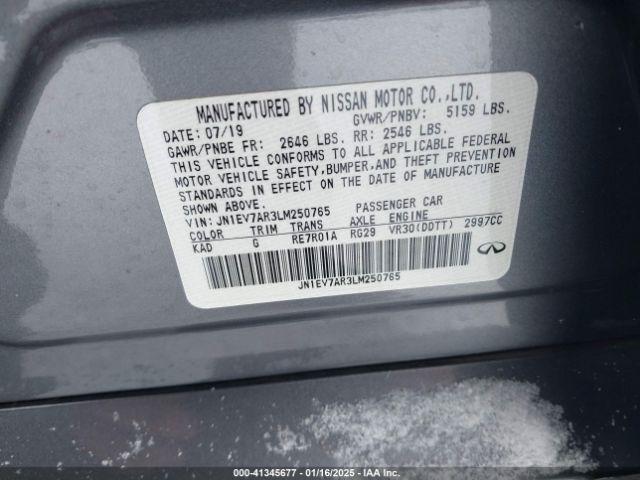 MANUFACTURED BY NISSAN MOTOR CO.,LTD.
DATE: 07/19 GVWR/PNBV: 5159 LBS.
GAWR/PNBE FR: 2646 LBS. RR: 2546 LBS.
THIS VEHICLE CONFORMS TO ALL APPLICABLE FEDERAL
MOTOR VEHICLE SAFETY,BUMPER,AND THEFT PREVENTION
STANDARDS IN EFFECT ON THE DATE OF MANUFACTURE
SHOWN ABOVE.
VIN: JN1EV7AR3LM250765 PASSENGER CAR
COLOR TRIM TRANS AXLE ENGINE
KAD G RE7R01A RG29 VR30(DDTT) 2997CC
JN1EV7AR3LM250765
000-41345677 - 01/16/2025 - IAA Inc.